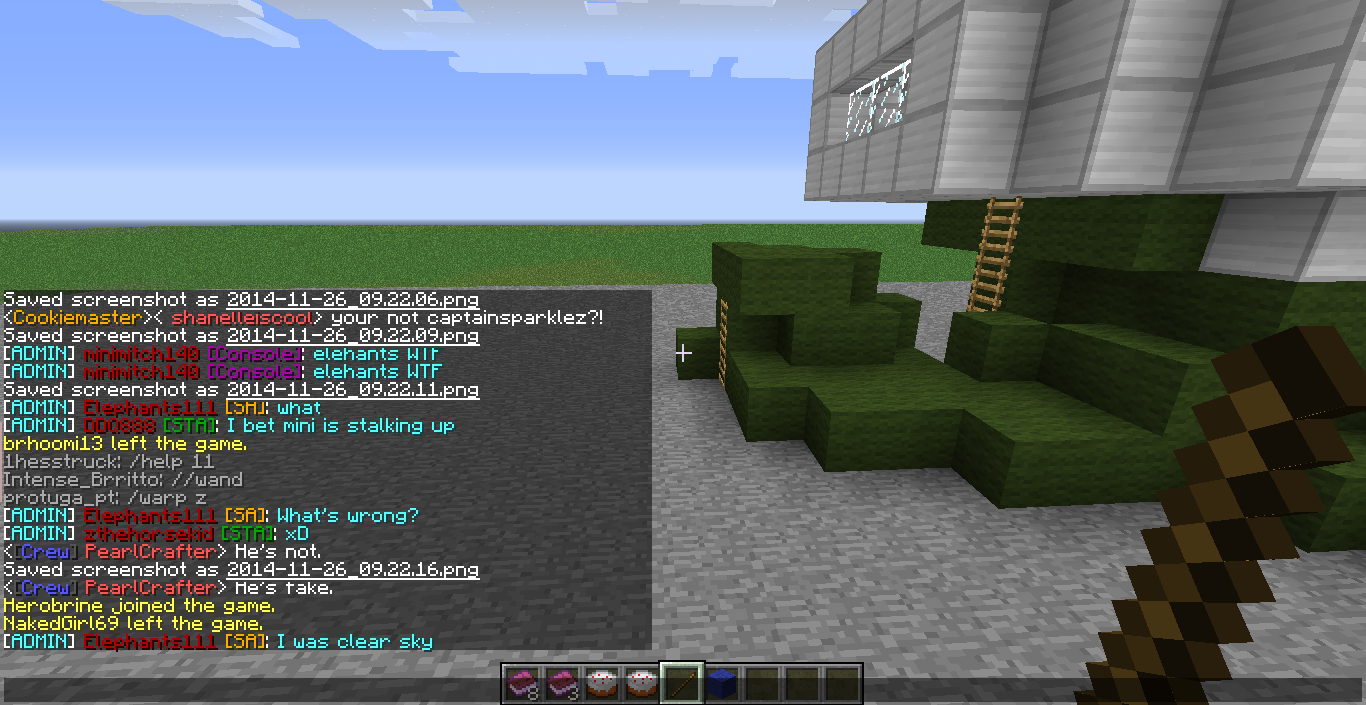 Saved screenshot as 2014-11-26_09.22.06.png
<Cookiemaster>< shanelleiscool> your not captainsparklez?!
Saved screenshot as 2014-11-26_09.22.09.png
[ADMIN] minimitch140 [Console]: elehants WTF
[ADMIN] minimitch140 [Console]: elehants WTF
Saved screenshot as 2014-11-26_09.22.11.png
[ADMIN] Elephants111 [SA]: what
[ADMIN] DDO888 [STA]: I bet mini is stalking up
brhoomi13 left the game.
1hesstruck: /help 11
Intense_Brritto: //wand
protuga_pt: /warp z
[ADMIN] Elephants111 [SA]: What's wrong?
[ADMIN] zthehorsekid [STA]: xD
<[Crew] PearlCrafter> He's not.
Saved screenshot as 2014-11-26_09.22.16.png
<[Crew] PearlCrafter> He's fake.
Herobrine joined the game.
NakedGirl69 left the game.
[ADMIN] Elephants111 [SA]: I was clear sky
8
3